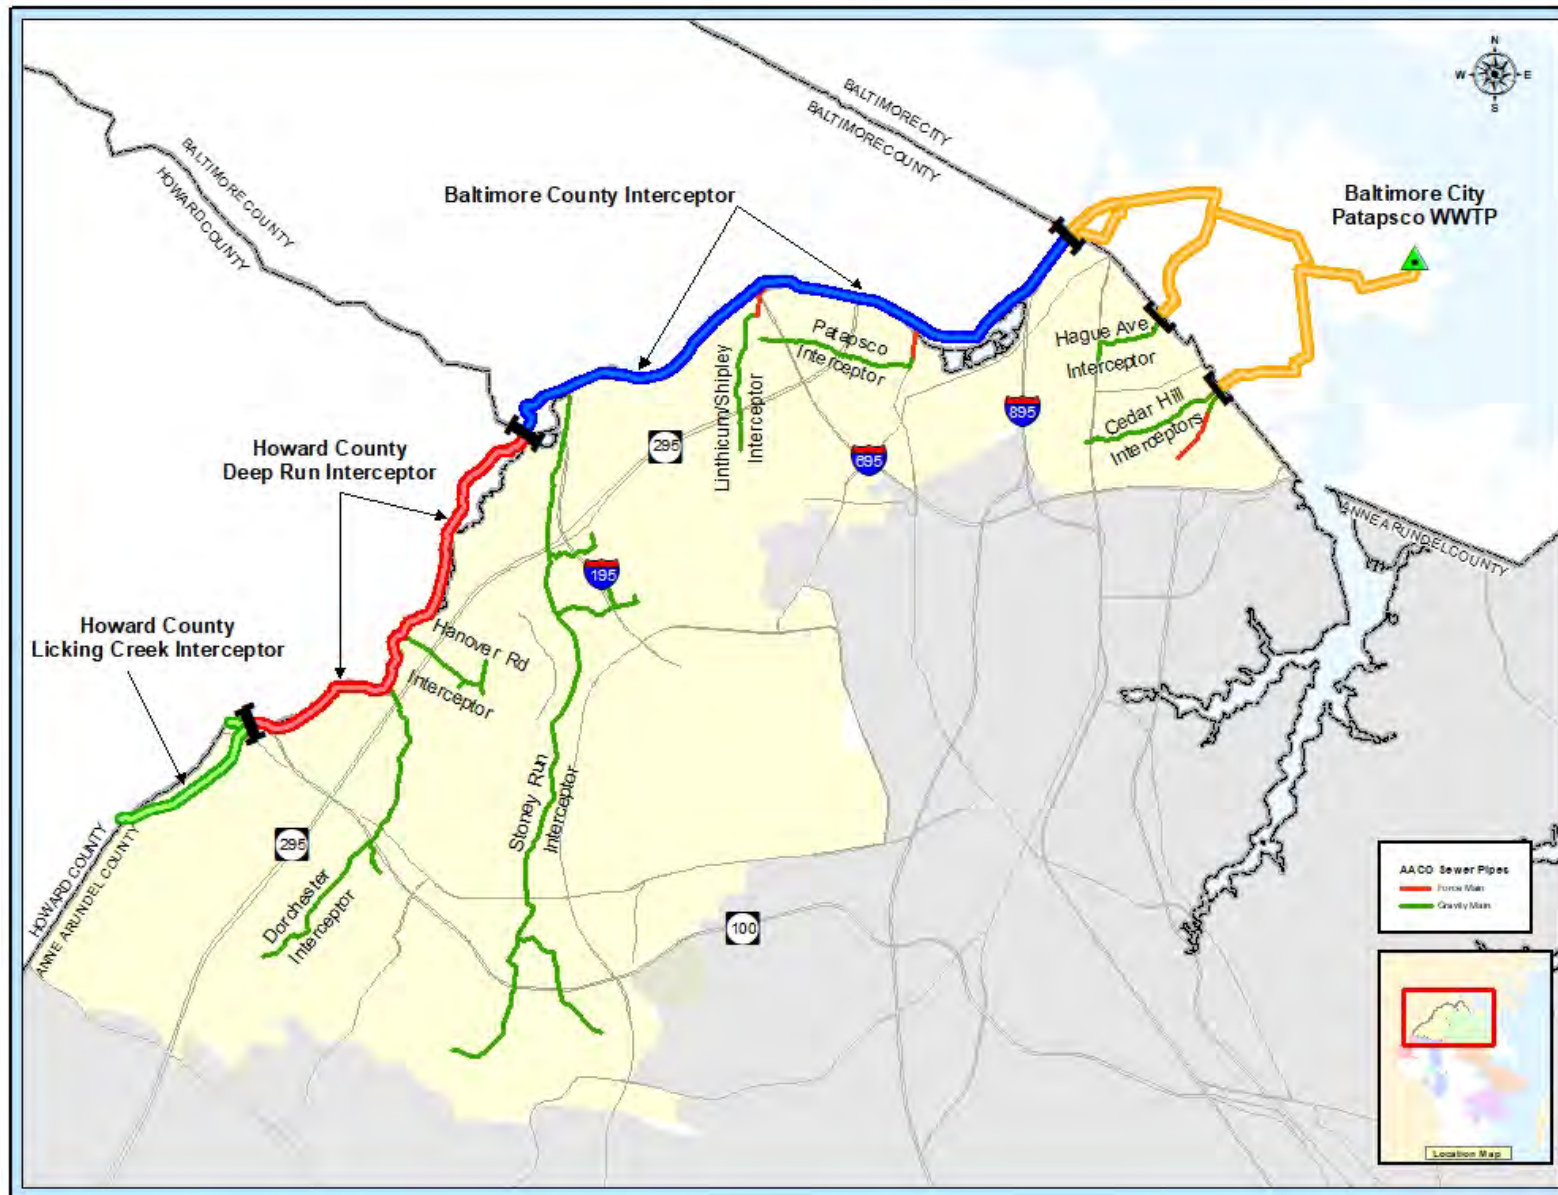 N
W
E
S
BALTIMORE CITY
BALTIMORE COUNTY
BALTIMORE COUNTY
HOWARD COUNTY
Baltimore County Interceptor
Baltimore City
Patapsco WWTP
Patapsco
Interceptor
Hague Ave
Interceptor
Linthicum/Shipley
Interceptor
Cedar Hill
Interceptors
895
295
695
Howard County
Deep Run Interceptor
ANNE ARUNDEL COUNTY
195
Howard County
Licking Creek Interceptor
Hanover Rd
Interceptor
Stoney Run
Interceptor
295
HOWARD COUNTY
ANNE ARUNDEL COUNTY
Dorchester
Interceptor
100
AACO Sewer Pipes
Force Main
Gravity Main
Location Map